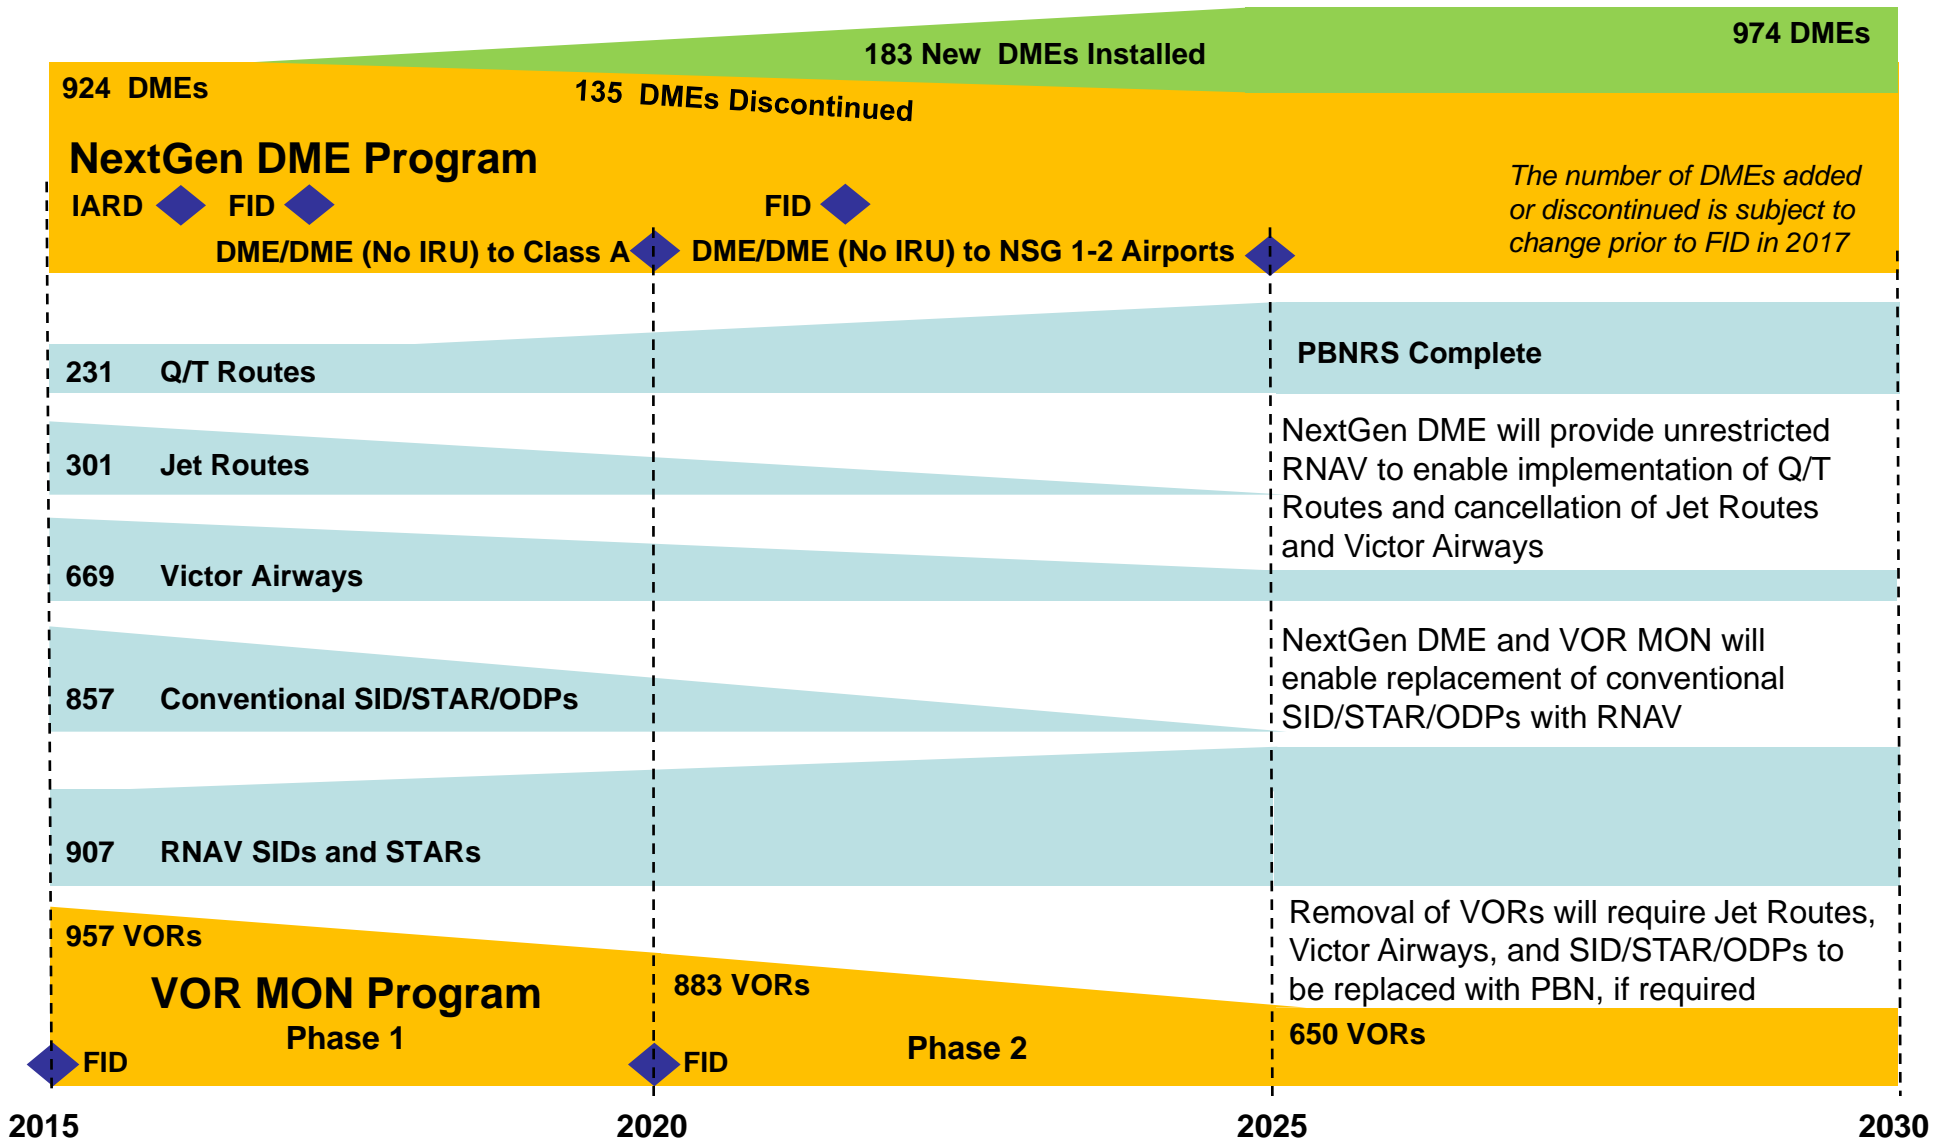 974 DMEs
183 New  DMEs Installed
924  DMEs
135  DMEs Discontinued
NextGen DME Program
IARD
FID
FID
The number of DMEs added
or discontinued is subject to
change prior to FID in 2017
DME/DME (No IRU) to Class A
DME/DME (No IRU) to NSG 1-2 Airports
231 Q/T Routes
PBNRS Complete
301 Jet Routes
NextGen DME will provide unrestricted
RNAV to enable implementation of Q/T
Routes and cancellation of Jet Routes
and Victor Airways
669 Victor Airways
857 Conventional SID/STAR/ODPs
NextGen DME and VOR MON will
enable replacement of conventional
SID/STAR/ODPs with RNAV
907 RNAV SIDs and STARs
957 VORs
VOR MON Program
Phase 1
FID
883 VORs
Phase 2
FID
Removal of VORs will require Jet Routes,
Victor Airways, and SID/STAR/ODPs to
be replaced with PBN, if required
650 VORs
2015
2020
2025
2030